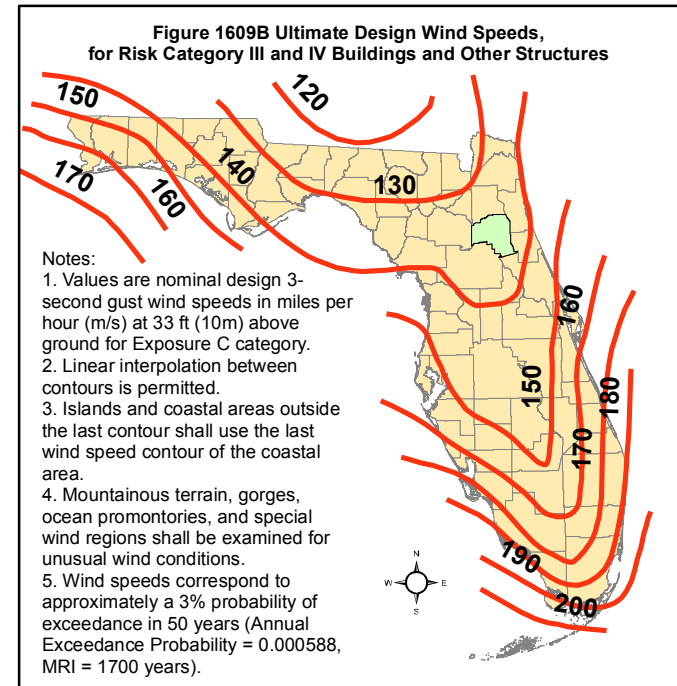 Figure 1609B Ultimate Design Wind Speeds,
for Risk Category III and IV Buildings and Other Structures
120
150
140
130
170
160
Notes:
1. Values are nominal design 3-
second gust wind speeds in miles per
hour (m/s) at 33 ft (10m) above
ground for Exposure C category.
2. Linear interpolation between
contours is permitted.
3. Islands and coastal areas outside
the last contour shall use the last
wind speed contour of the coastal
area.
4. Mountainous terrain, gorges,
ocean promontories, and special
wind regions shall be examined for
unusual wind conditions.
5. Wind speeds correspond to
approximately a 3% probability of
exceedance in 50 years (Annual
Exceedance Probability = 0.000588,
MRI = 1700 years).
160
150
180
170
190
200
N
W E
S